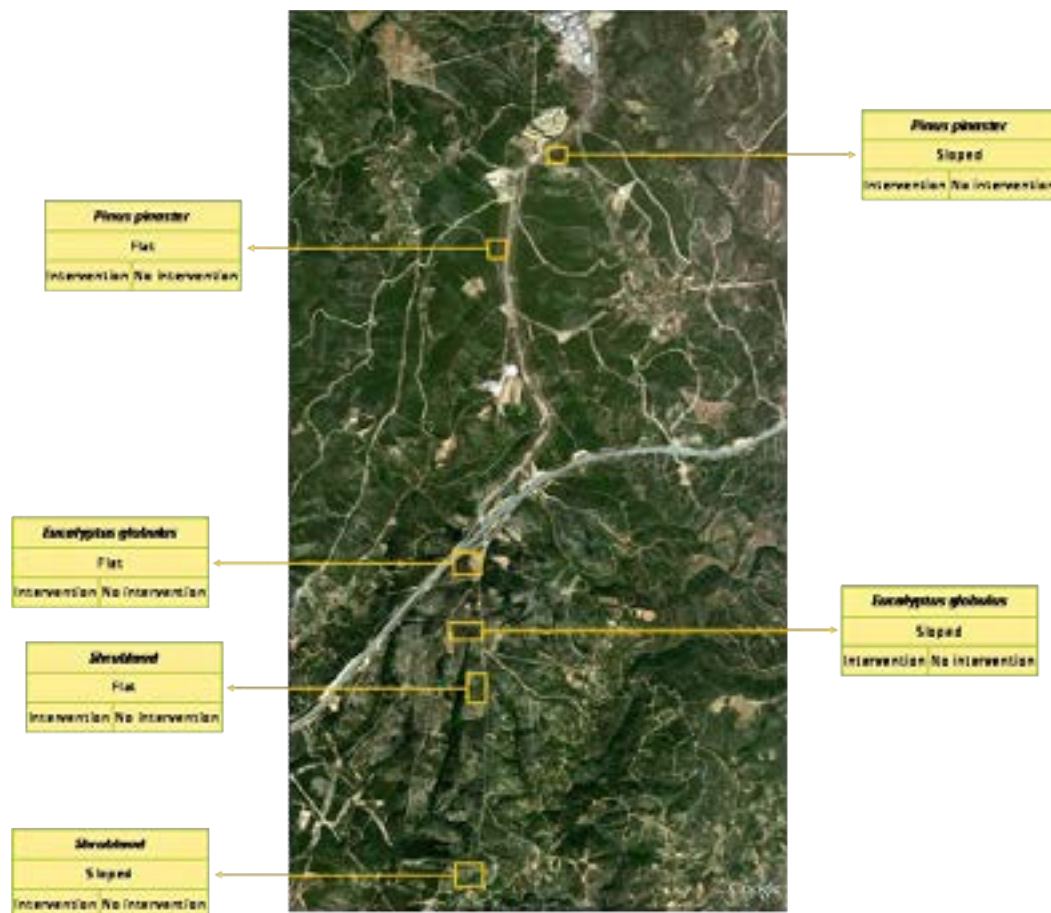 Pinus pinaster
Sloped
Intervention No intervention
Pinus pinaster
Flat
Intervention No intervention
Eucalyptus globulus
Flat
Intervention No intervention
Eucalyptus globulus
Sloped
Intervention No intervention
Shrubland
Flat
Intervention No intervention
Shrubland
Sloped
Intervention No intervention
Google